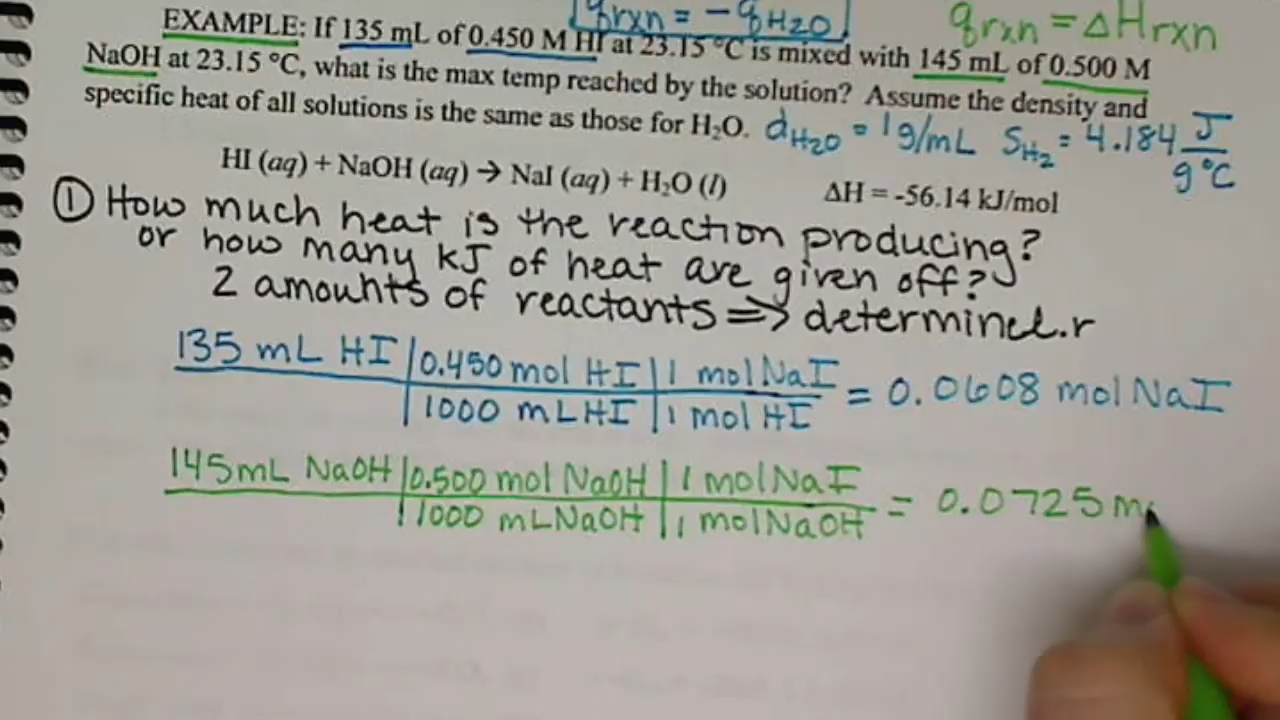 qrxn = -qH2O
qrxn = ΔHrxn
EXAMPLE: If 135 mL of 0.450 M HI at 23.15 °C is mixed with 145 mL of 0.500 M
NaOH at 23.15 °C, what is the max temp reached by the solution? Assume the density and
specific heat of all solutions is the same as those for H₂O. dH2O = 1g/mL SH2 = 4.184 J/g°C
HI (aq) + NaOH (aq) → NaI (aq) + H₂O (l) ΔH = -56.14 kJ/mol
① How much heat is the reaction producing?
or how many kJ of heat are given off?
2 amounts of reactants => determine l.r
135 mL HI | 0.450 mol HI | 1 mol NaI = 0.0608 mol NaI
1000 mL HI | 1 mol HI
145 mL NaOH | 0.500 mol NaOH | 1 mol NaI = 0.0725 m
1000 mL NaOH | 1 mol NaOH